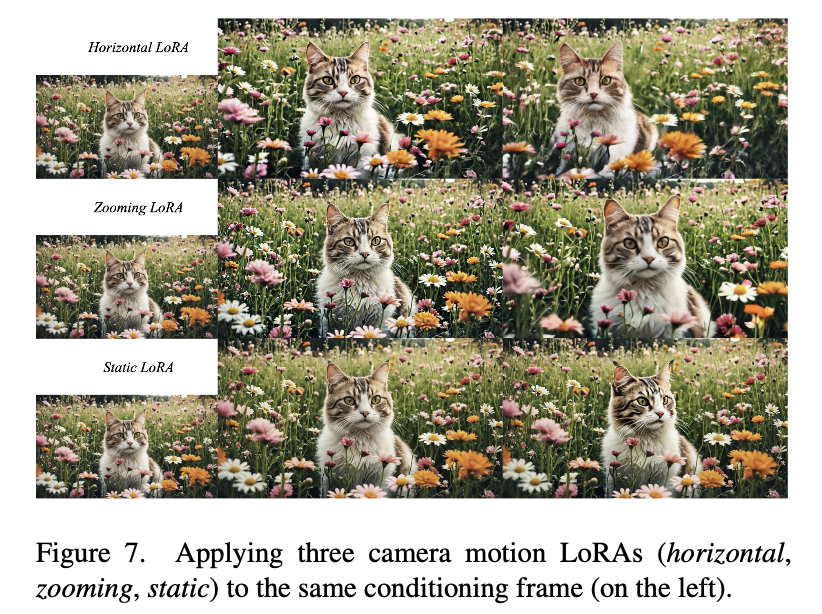 Horizontal LoRA
Zooming LoRA
Static LoRA
Figure 7. Applying three camera motion LoRAs (horizontal,
zooming, static) to the same conditioning frame (on the left).